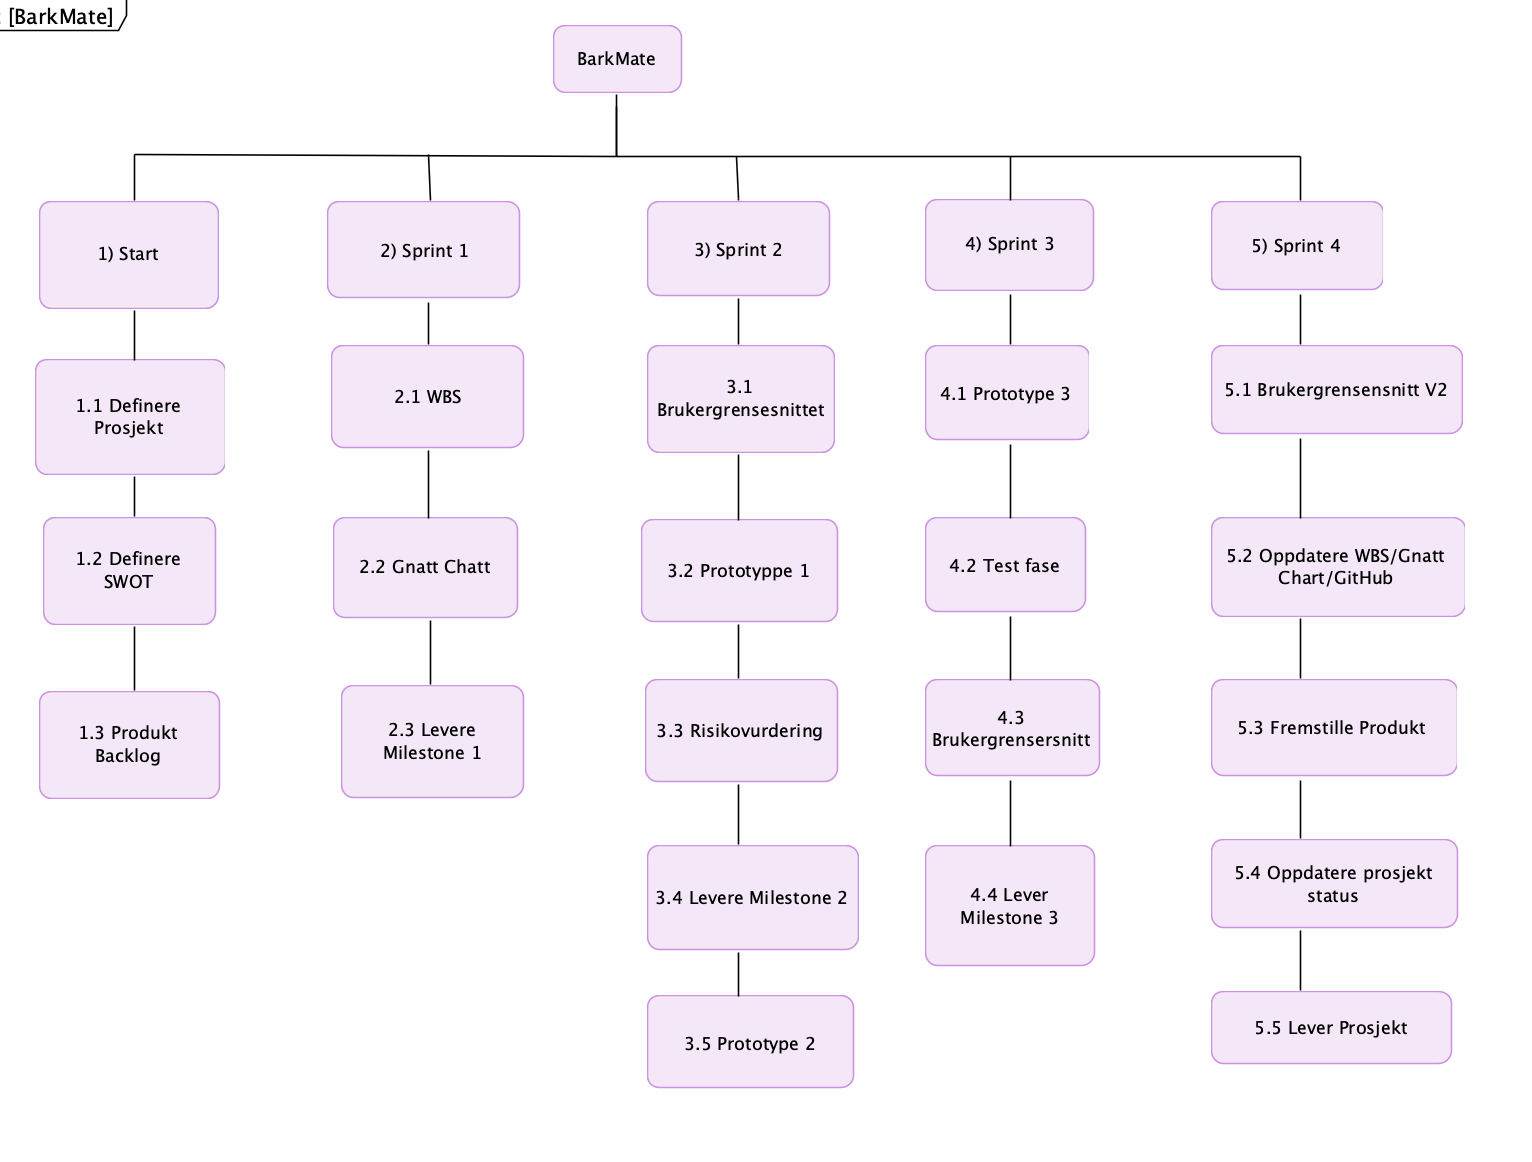 : [BarkMate]
BarkMate
1) Start
2) Sprint 1
3) Sprint 2
4) Sprint 3
5) Sprint 4
1.1 Definere
Prosjekt
1.2 Definere
SWOT
1.3 Produkt
Backlog
2.1 WBS
2.2 Gnatt Chatt
2.3 Levere
Milestone 1
3.1
Brukergrensesnittet
3.2 Prototyppe 1
3.3 Risikovurdering
3.4 Levere Milestone 2
3.5 Prototype 2
4.1 Prototype 3
4.2 Test fase
4.3
Brukergrensersnitt
4.4 Lever
Milestone 3
5.1 Brukergrensensnitt V2
5.2 Oppdatere WBS/Gnatt
Chart/GitHub
5.3 Fremstille Produkt
5.4 Oppdatere prosjekt
status
5.5 Lever Prosjekt